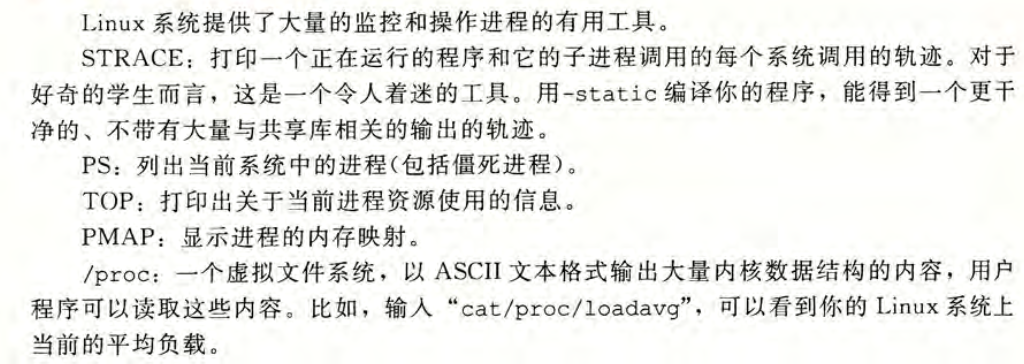 Linux 系统提供了大量的监控和操作进程的有用工具。
STRACE：打印一个正在运行的程序和它的子进程调用的每个系统调用的轨迹。对于
好奇的学生而言，这是一个令人着迷的工具。用-static 编译你的程序，能得到一个更干
净的、不带有大量与共享库相关的输出的轨迹。
PS：列出当前系统中的进程(包括僵死进程)。
TOP：打印出关于当前进程资源使用的信息。
PMAP：显示进程的内存映射。
/proc：一个虚拟文件系统，以 ASCII 文本格式输出大量内核数据结构的内容，用户
程序可以读取这些内容。比如，输入“cat/proc/loadavg”，可以看到你的 Linux 系统上
当前的平均负载。